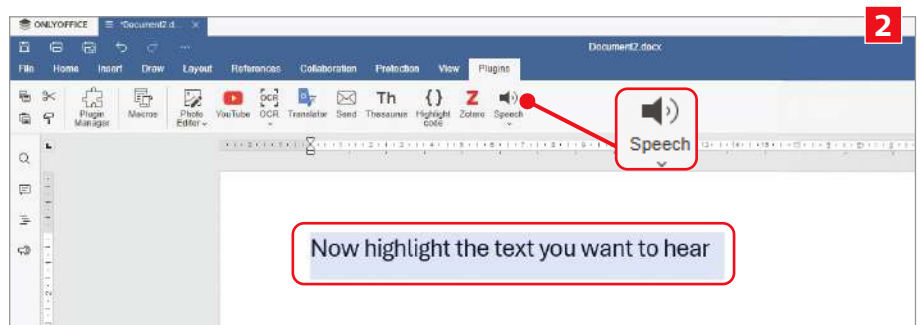 ONLYOFFICE
*Document2.d...
2
Document2.docx
File Home Insert Draw Layout References Collaboration Protection View Plugins
Plugin Manager
Macros
Photo Editor
YouTube
OCR
Translator
Send
Th
Thesaurus
{ }
Highlight code
Z
Zotero
Speech
Speech
Now highlight the text you want to hear